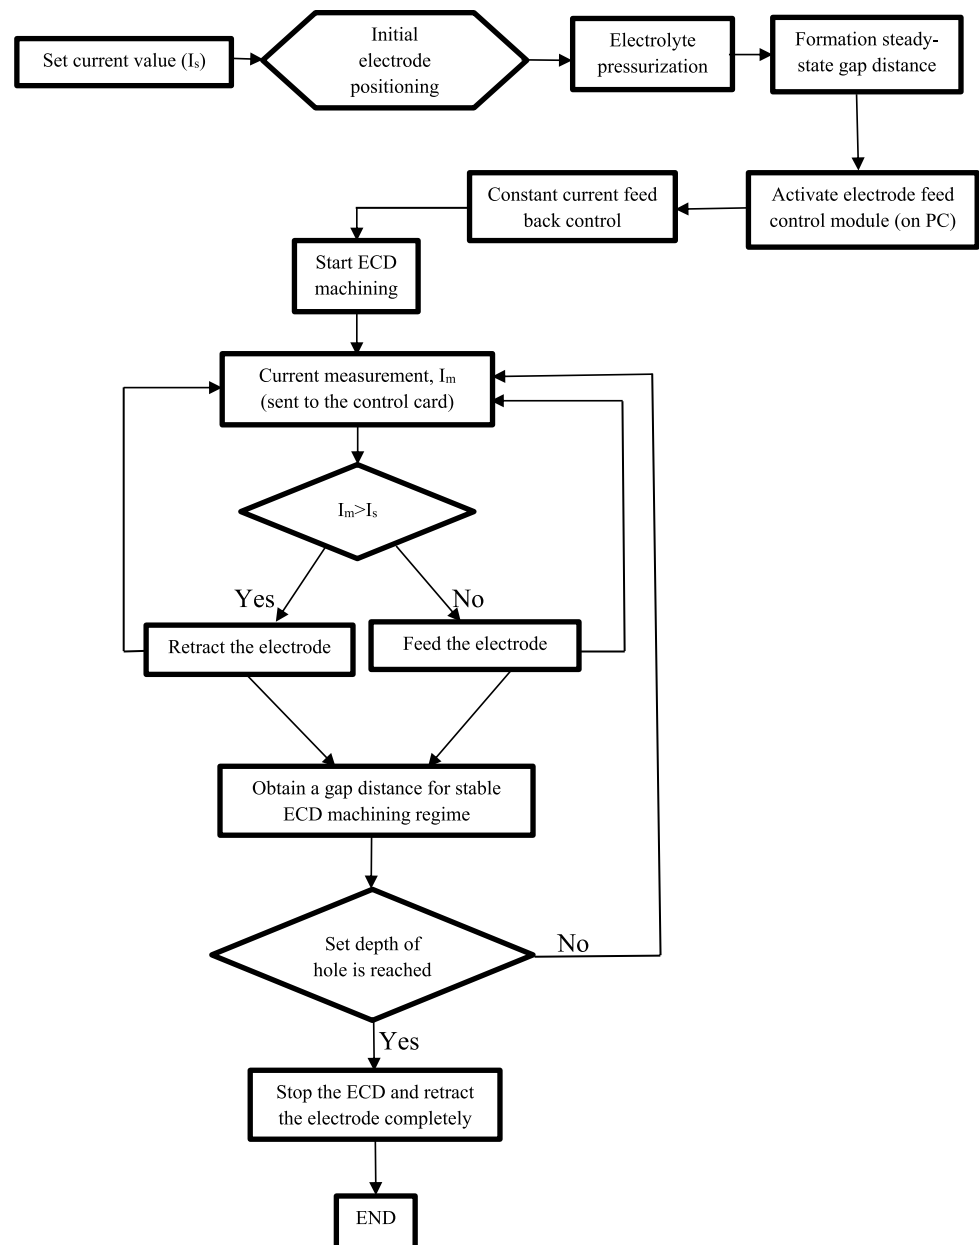 Set current value (Iₛ)
Initial
electrode
positioning
Electrolyte
pressurization
Formation steady-
state gap distance
Activate electrode feed
control module (on PC)
Constant current feed
back control
Start ECD
machining
Current measurement, Iₘ
(sent to the control card)
Iₘ>Iₛ
Yes
No
Retract the electrode
Feed the electrode
Obtain a gap distance for stable
ECD machining regime
Set depth of
hole is reached
No
Yes
Stop the ECD and retract
the electrode completely
END